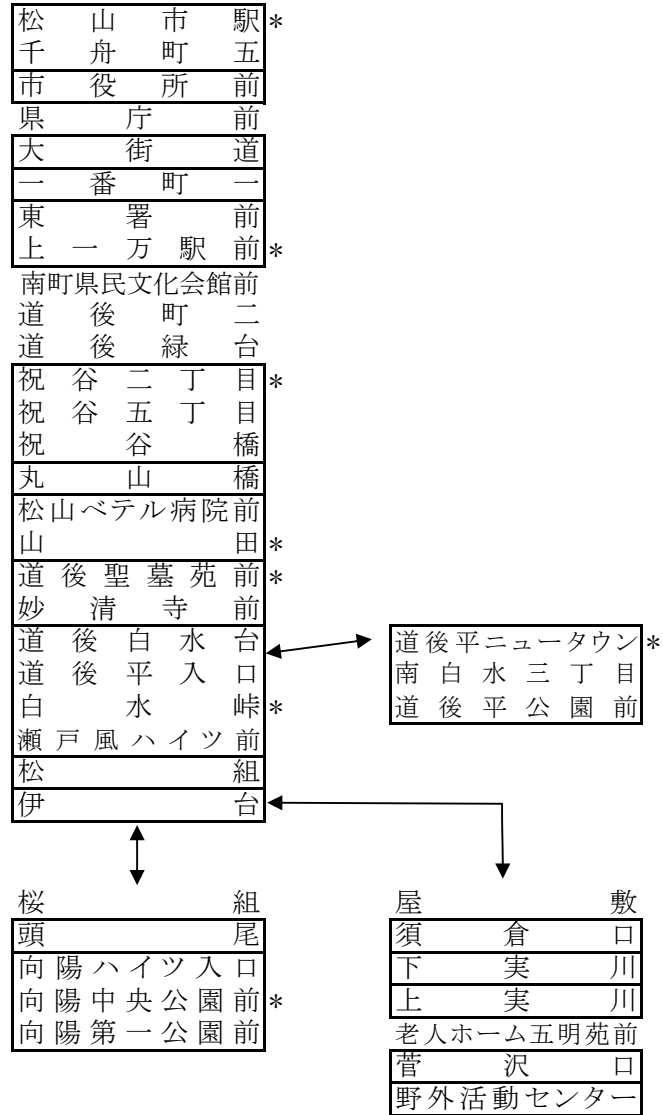 松山市駅*
千舟町五
市役所前
県庁前
大街道
一番町一
東署前
上一万駅前*
南町県民文化会館前
道後町二
道後緑台
祝谷二丁目*
祝谷五丁目
祝谷橋
丸山橋
松山ベテル病院前
山田*
道後聖墓苑前*
妙清寺前
道後白水台
道後平入口
白水峠*
瀬戸風ハイツ前
松組
伊台
道後平ニュータウン*
南白水三丁目
道後平公園前
桜組
頭尾
向陽ハイツ入口
向陽中央公園前*
向陽第一公園前
屋敷
須倉口
下実川
上実川
老人ホーム五明苑前
菅沢口
野外活動センター